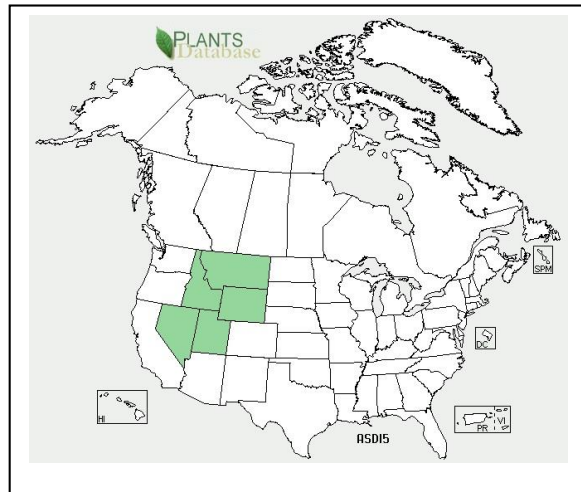 PLANTS
Database
SPM
DC
HI
PR
VI
ASDI5